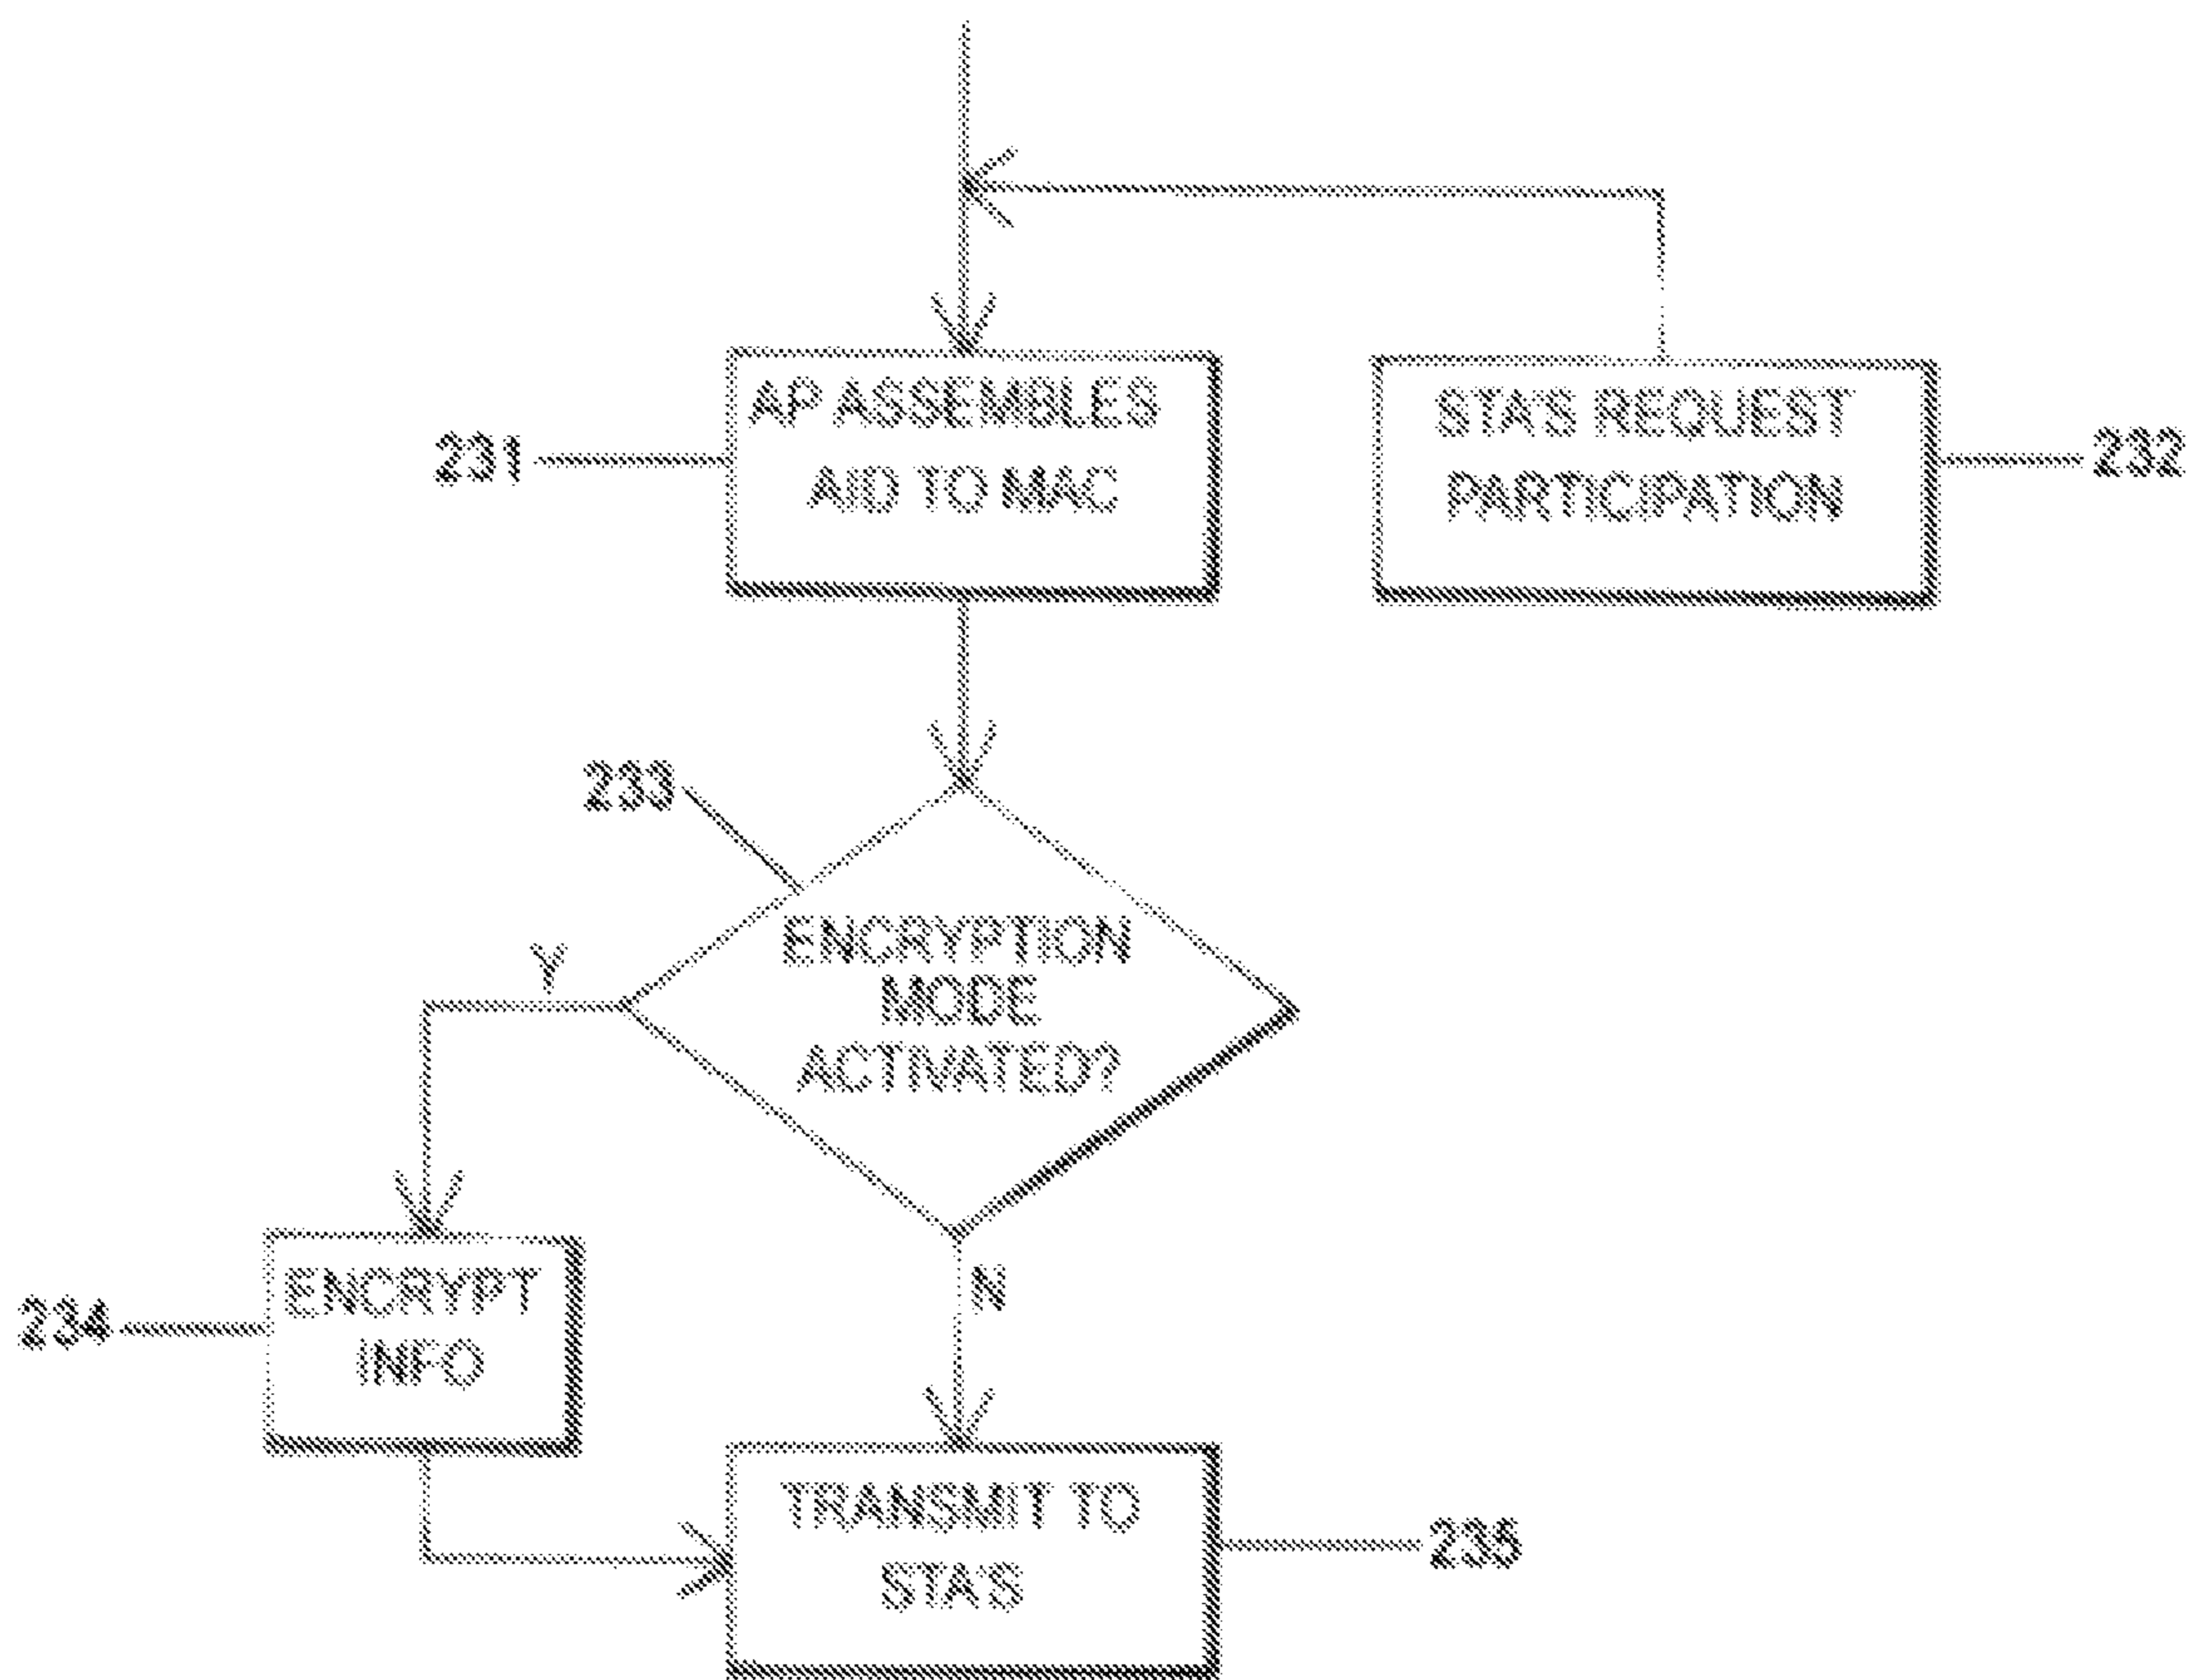 AP ASSEMBLES
AID TO MAC
231
STA'S REQUEST
PARTICIPATION
232
233
ENCRYPTION
MODE
ACTIVATED?
Y
N
234
ENCRYPT
INFO
TRANSMIT TO
STA'S
235